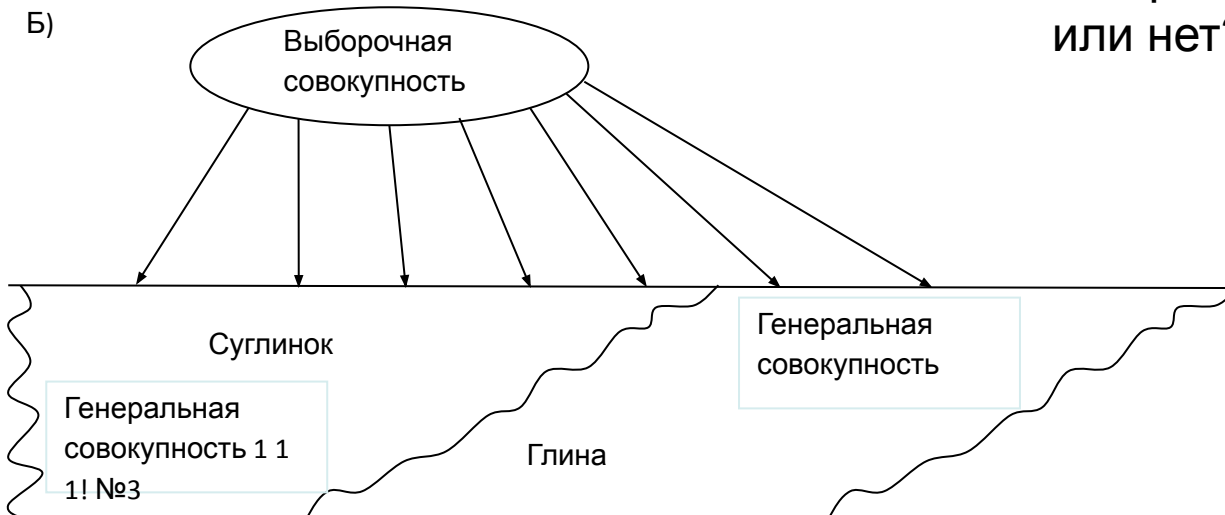 Б)
или нет?
Выборочная
совокупность
Суглинок
Генеральная
совокупность
Генеральная
совокупность 1 1
1! №3
Глина